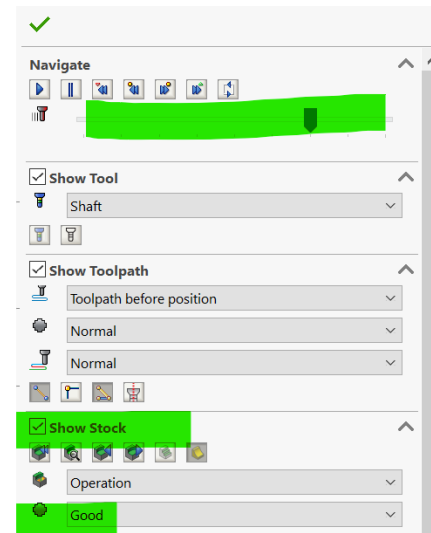 Navigate
Show Tool
Shaft
Show Toolpath
Toolpath before position
Normal
Normal
Show Stock
Operation
Good